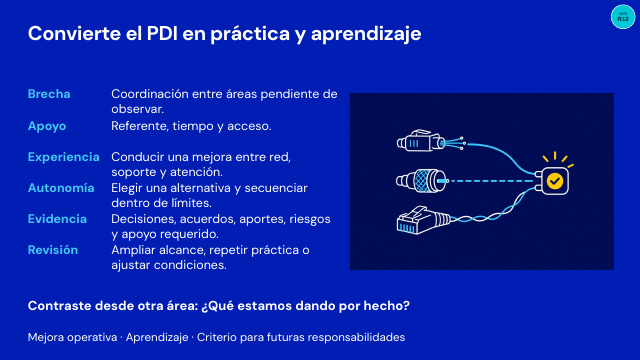 Convierte el PDI en práctica y aprendizaje
R12
Brecha Coordinación entre áreas pendiente de
observar.
Apoyo Referente, tiempo y acceso.
Experiencia Conducir una mejora entre red,
soporte y atención.
Autonomía Elegir una alternativa y secuenciar
dentro de límites.
Evidencia Decisiones, acuerdos, aportes, riesgos
y apoyo requerido.
Revisión Ampliar alcance, repetir práctica o
ajustar condiciones.
Contraste desde otra área: ¿Qué estamos dando por hecho?
Mejora operativa · Aprendizaje · Criterio para futuras responsabilidades